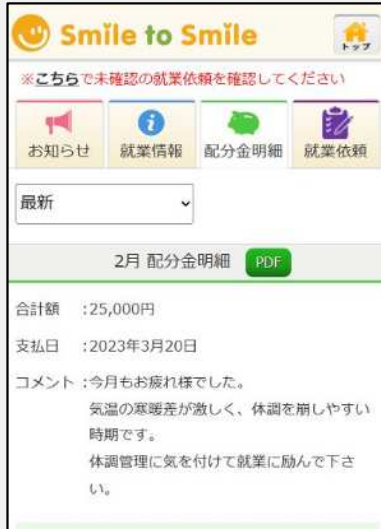 Smile to Smile
トップ
※こちらで未確認の就業依頼を確認してください
お知らせ
就業情報
配分金明細
就業依頼
最新
2月 配分金明細 PDF
合計額 :25,000円
支払日 :2023年3月20日
コメント :今月もお疲れ様でした。
気温の寒暖差が激しく、体調を崩しやすい
時期です。
体調管理に気を付けて就業に励んで下さ
い。